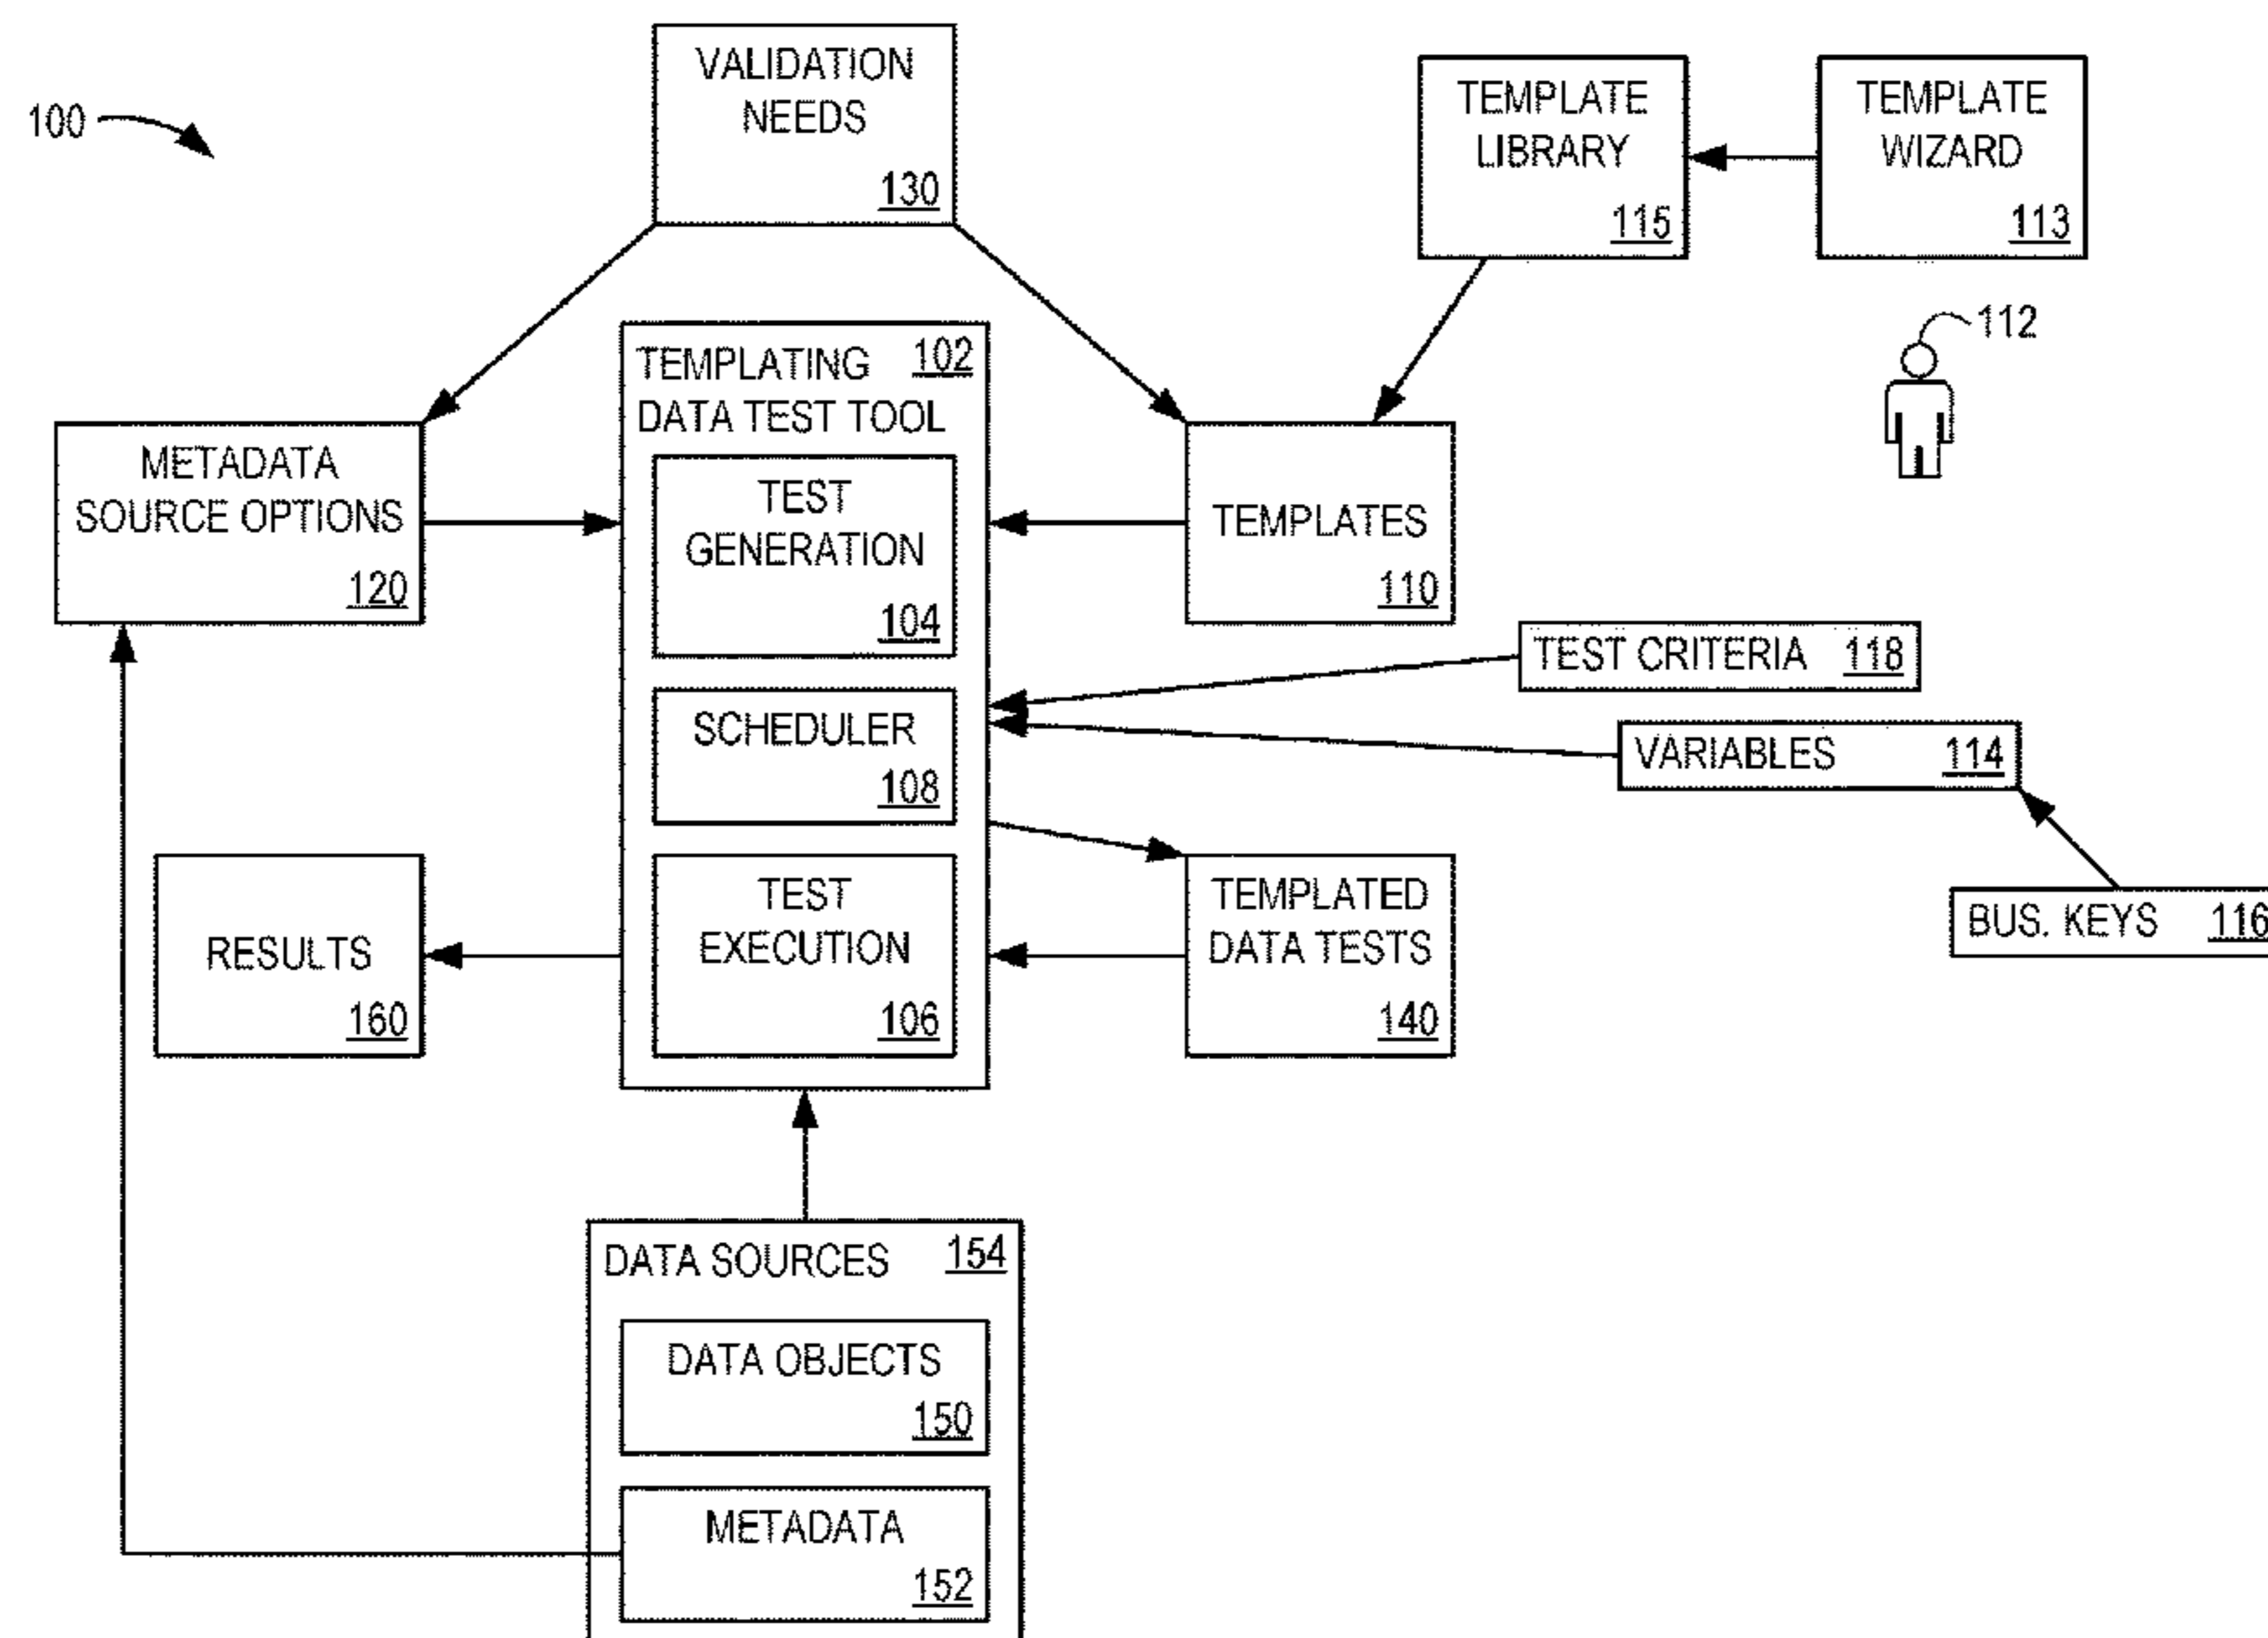 100
VALIDATION
NEEDS
130
TEMPLATE
LIBRARY
115
TEMPLATE
WIZARD
113
112
TEMPLATING 102
DATA TEST TOOL
METADATA
SOURCE OPTIONS
120
TEST
GENERATION
104
TEMPLATES
110
TEST CRITERIA 118
SCHEDULER
108
VARIABLES 114
RESULTS
160
TEST
EXECUTION
106
TEMPLATED
DATA TESTS
140
BUS. KEYS 116
DATA SOURCES 154
DATA OBJECTS
150
METADATA
152